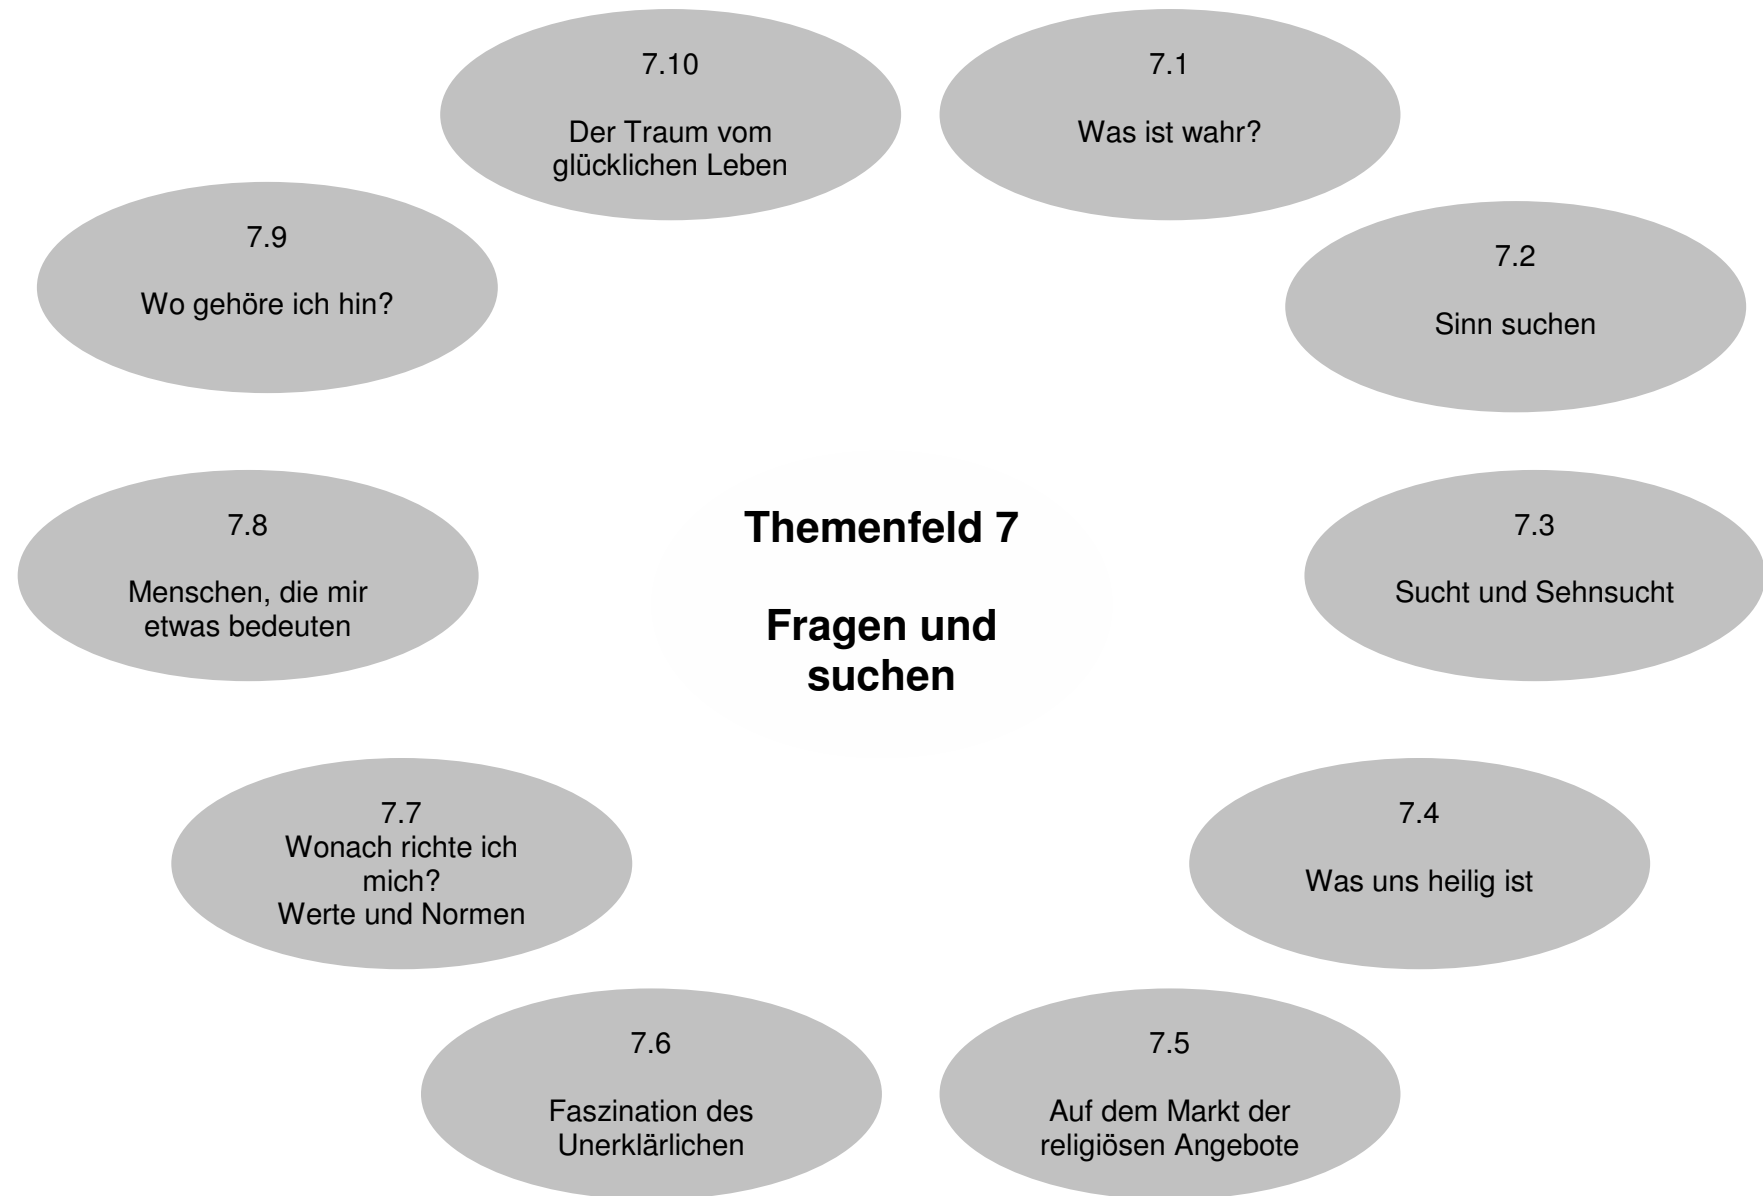 7.10
Der Traum vom
glücklichen Leben
7.1
Was ist wahr?
7.9
Wo gehöre ich hin?
7.2
Sinn suchen
7.8
Menschen, die mir
etwas bedeuten
Themenfeld 7
Fragen und
suchen
7.3
Sucht und Sehnsucht
7.7
Wonach richte ich
mich?
Werte und Normen
7.4
Was uns heilig ist
7.6
Faszination des
Unerklärlichen
7.5
Auf dem Markt der
religiösen Angebote